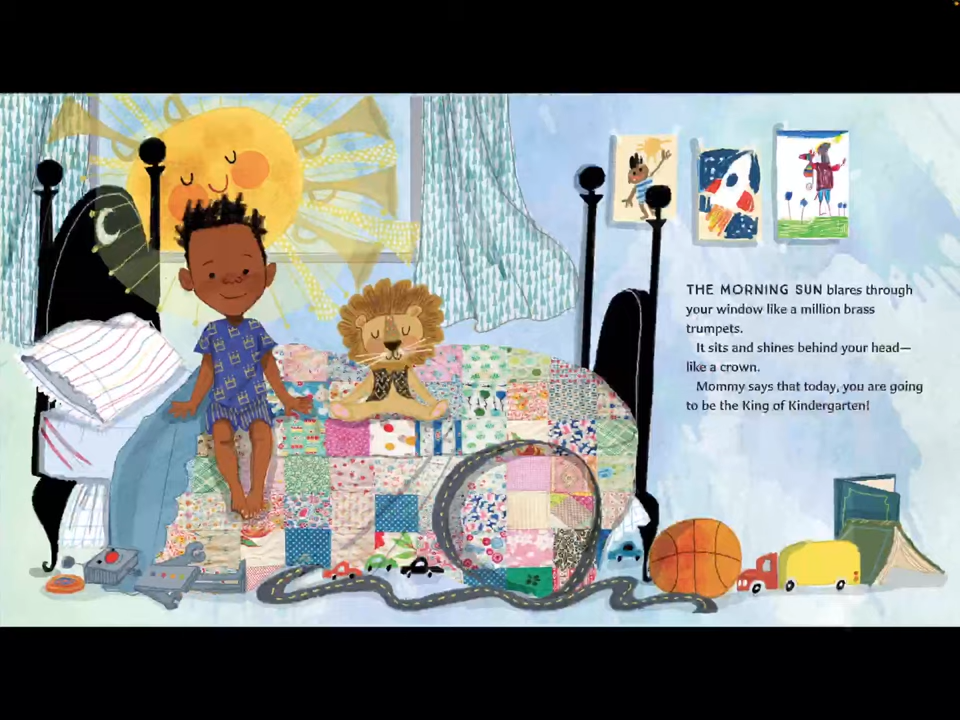 THE MORNING SUN blares through
your window like a million brass
trumpets.
It sits and shines behind your head—
like a crown.
Mommy says that today, you are going
to be the King of Kindergarten!